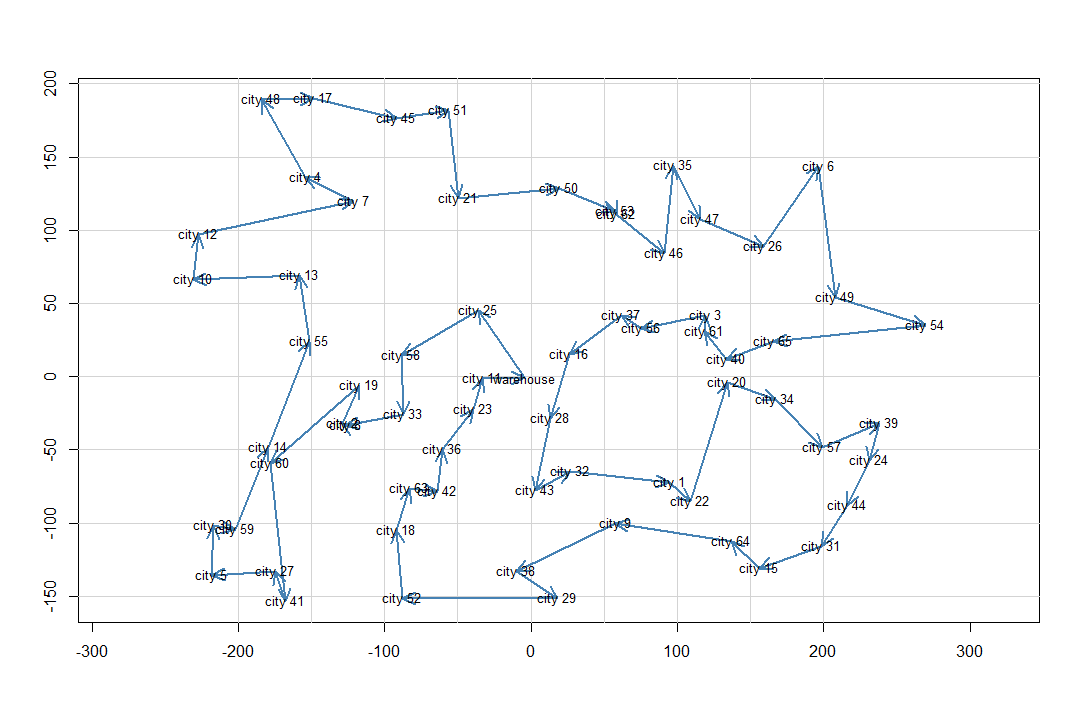 200
150
100
50
0
-50
-100
-150
-300
-200
-100
0
100
200
300
city 48
city 17
city 45
city 51
city 4
city 7
city 21
city 50
city 35
city 6
city 62
city 47
city 12
city 46
city 26
city 10
city 13
city 49
city 25
city 37
city 3
city 54
city 56
city 61
city 55
city 65
city 58
city 16
city 40
city 11
warehouse
city 19
city 20
city 34
city 33
city 23
city 28
city 8
city 39
city 14
city 36
city 57
city 60
city 24
city 32
city 63
city 42
city 43
city 1
city 22
city 44
city 59
city 18
city 9
city 64
city 31
city 5
city 27
city 38
city 15
city 41
city 52
city 29